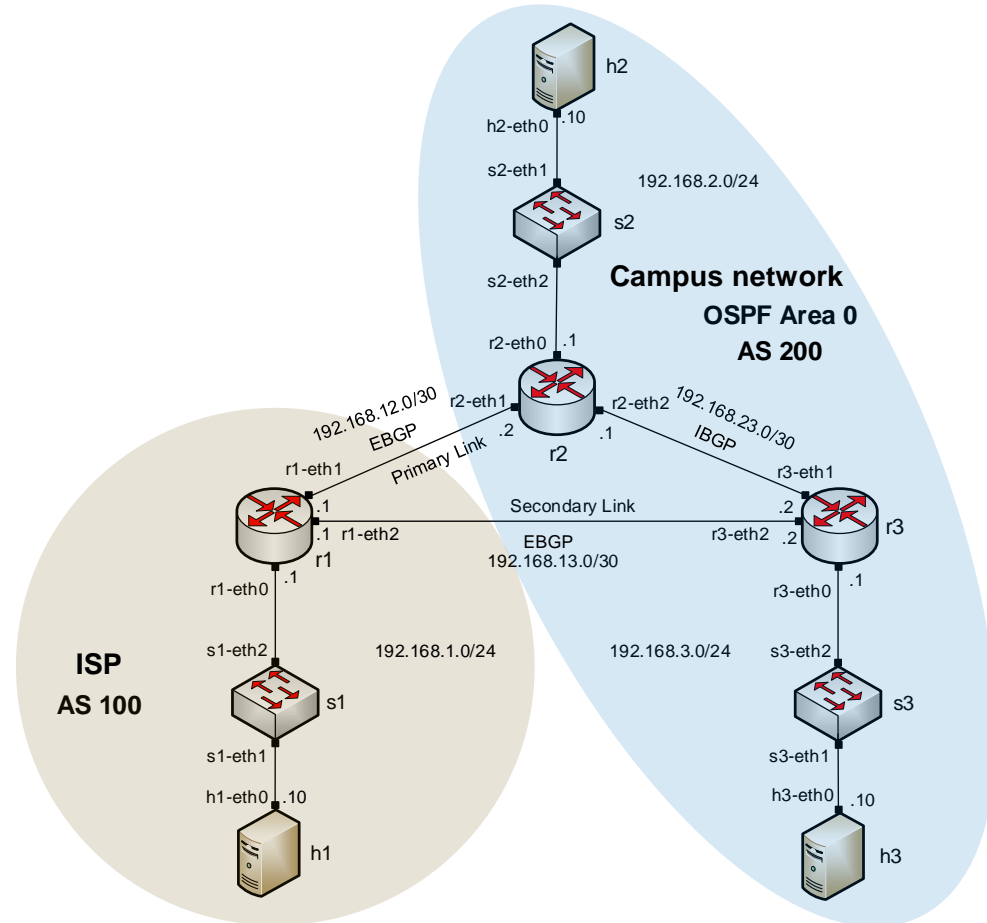 h2
.10
h2-eth0
s2-eth1
192.168.2.0/24
s2
s2-eth2
Campus network
OSPF Area 0
AS 200
r2-eth0
.1
192.168.12.0/30
EBGP
Primary Link
r2-eth1
.2
r2-eth2
.1
r2
192.168.23.0/30
IBGP
r1-eth1
.1
.1
r1-eth2
r1
Secondary Link
EBGP
192.168.13.0/30
r3-eth1
.2
r3-eth2
.2
r3
r1-eth0
.1
r3-eth0
.1
ISP
AS 100
s1-eth2
192.168.1.0/24
s1
192.168.3.0/24
s3-eth2
s3
s1-eth1
h1-eth0
.10
h1
s3-eth1
h3-eth0
.10
h3